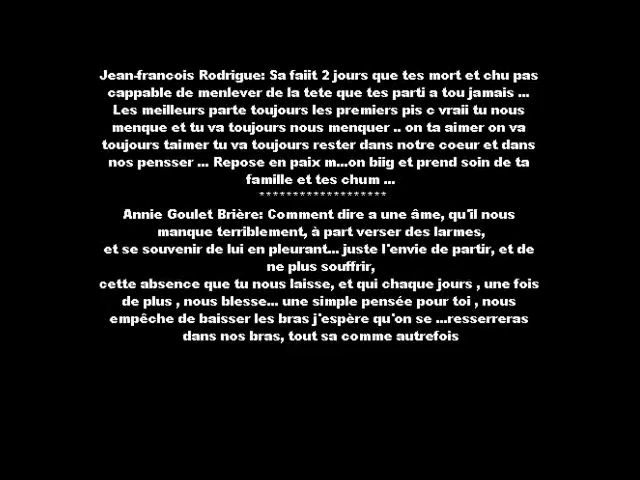 Jean-francois Rodrigue: Sa faiit 2 jours que tes mort et chu pas
cappable de menlever de la tete que tes parti a tou jamais ...
Les meilleurs parte toujours les premiers pis c vraii tu nous
menque et tu va toujours nous menquer .. on ta aimer on va
toujours taimer tu va toujours rester dans notre coeur et dans
nos pensser ... Repose en paix m...on biig et prend soin de ta
famille et tes chum ...
*******************
Annie Goulet Brière: Comment dire a une âme, qu'il nous
manque terriblement, à part verser des larmes,
et se souvenir de lui en pleurant... juste l'envie de partir, et de
ne plus souffrir,
cette absence que tu nous laisse, et qui chaque jours , une fois
de plus , nous blesse... une simple pensée pour toi , nous
empêche de baisser les bras j'espère qu'on se ...resserreras
dans nos bras, tout sa comme autrefois